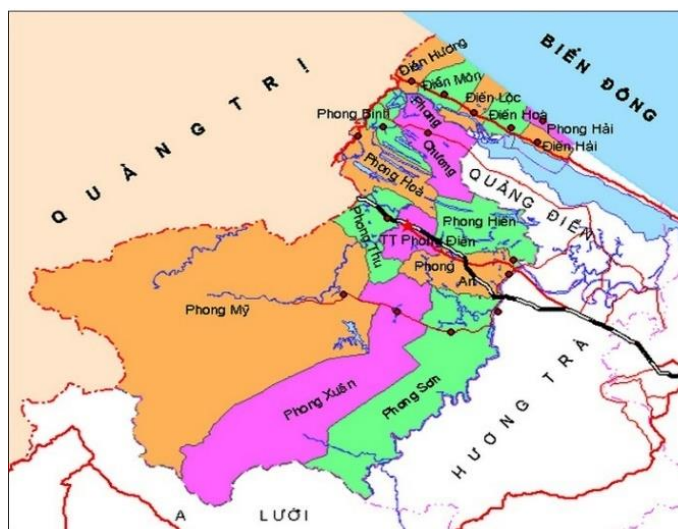 QUẢNG TRỊ
BIỂN ĐÔNG
Điền Hương
Điền Môn
Điền Lộc
Điền Hoà
Phong Hải
Điền Hải
Phong Bình
Phong Chương
Phong Hoà
QUẢNG ĐIỀN
Phong Hiền
Phong Thu
TT Phong Điền
Phong An
Phong Mỹ
Phong Xuân
Phong Sơn
HƯƠNG TRÀ
A LƯỚI